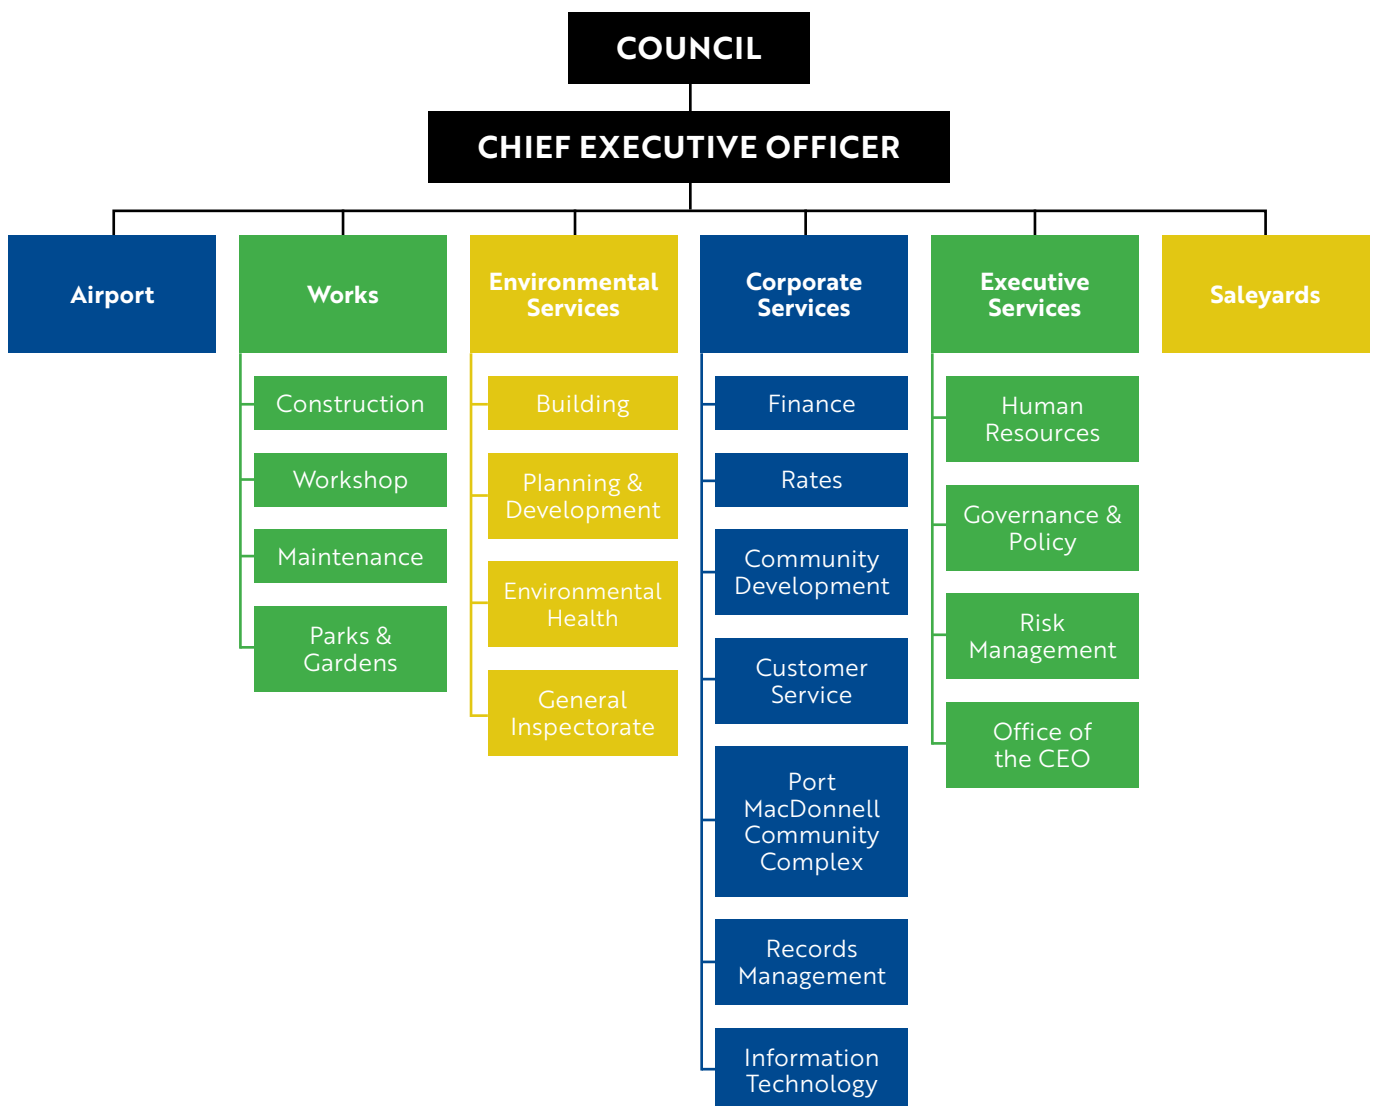 COUNCIL
CHIEF EXECUTIVE OFFICER
Airport
Works
Construction
Workshop
Maintenance
Parks &
Gardens
Environmental
Services
Building
Planning &
Development
Environmental
Health
General
Inspectorate
Corporate
Services
Finance
Rates
Community
Development
Customer
Service
Port
MacDonnell
Community
Complex
Records
Management
Information
Technology
Executive
Services
Human
Resources
Governance &
Policy
Risk
Management
Office of
the CEO
Saleyards